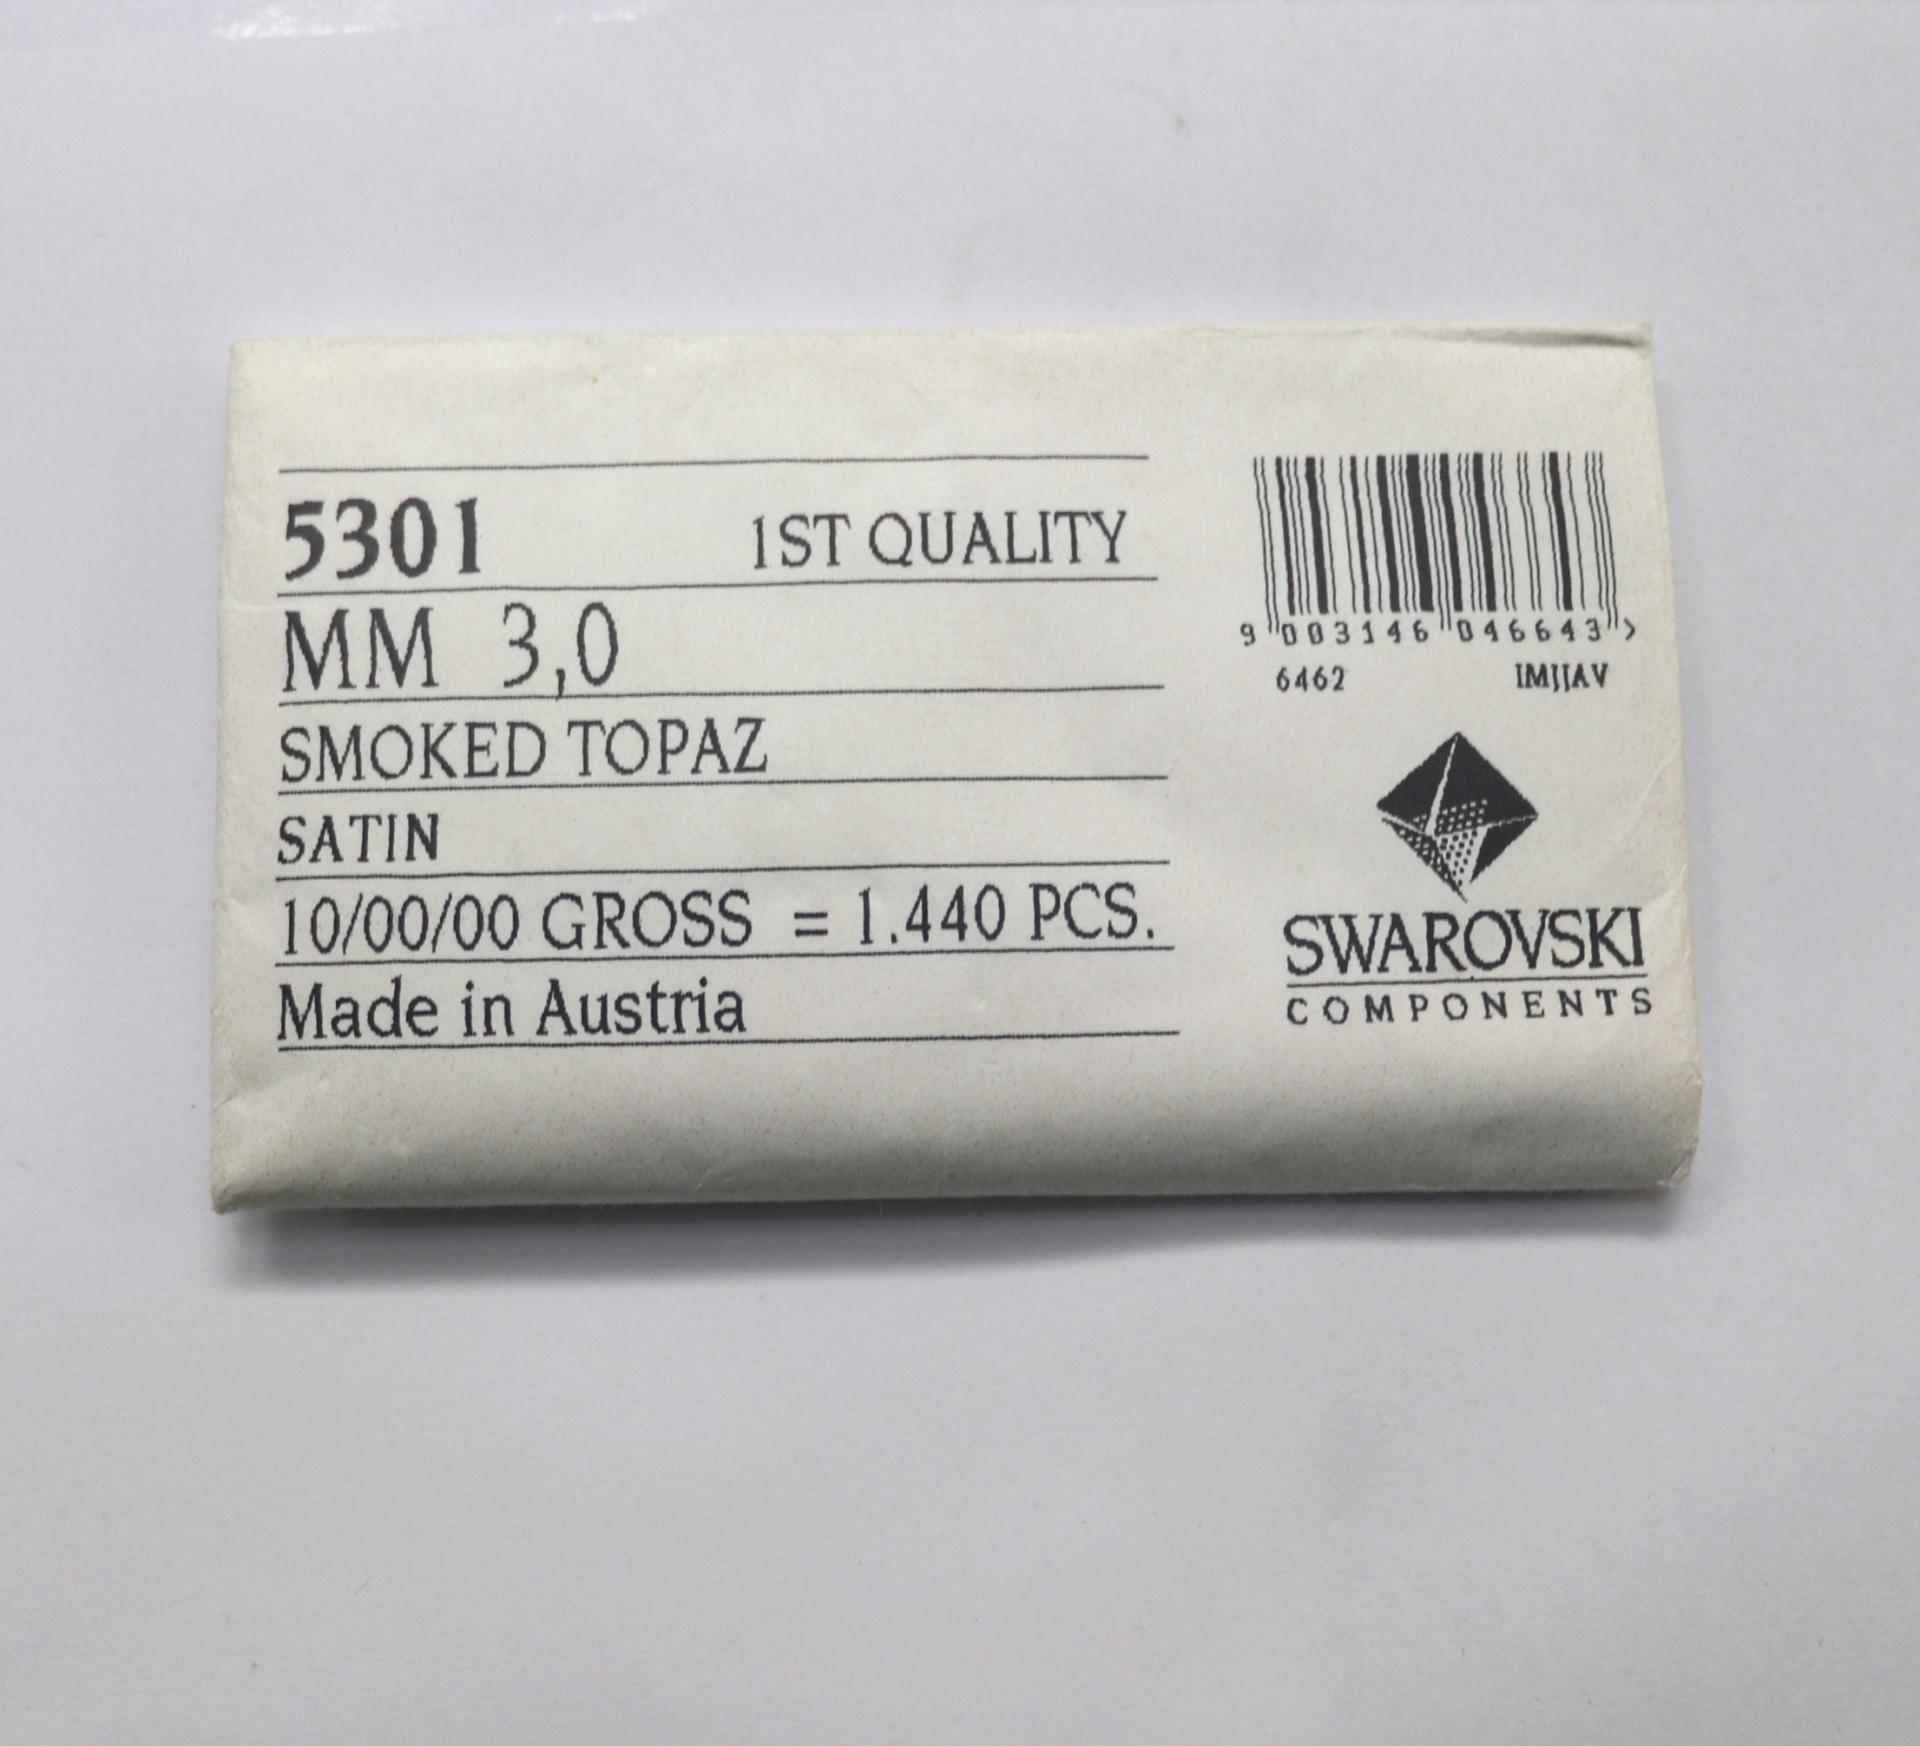 5301 1ST QUALITY
MM 3,0
SMOKED TOPAZ
SATIN
10/00/00 GROSS = 1.440 PCS.
Made in Austria
9 003146 046643 >
6462 IMJJAV
SWAROVSKI
COMPONENTS